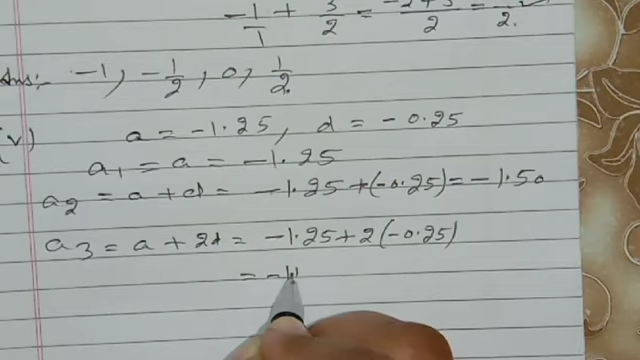 -1/1 + 3/2 = -2+3/2 =
Ans:- -1, -1/2, 0, 1/2.
(v) a = -1.25, d = -0.25
a1 = a = -1.25
a2 = a + d = -1.25 + (-0.25) = -1.50
a3 = a + 2d = -1.25 + 2(-0.25)
= -1